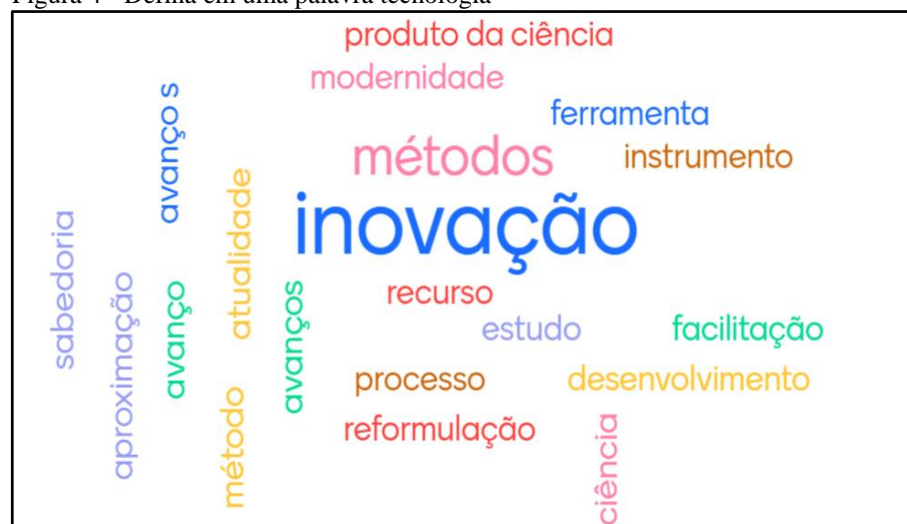 Figura 4 - Defina em uma palavra tecnologia
produto da ciência
modernidade
ferramenta
métodos
instrumento
inovação
recurso
estudo
facilitação
processo
desenvolvimento
reformulação
ciência
sabedoria
aproximação
avanço s
avanço
atualidade
método
avanços